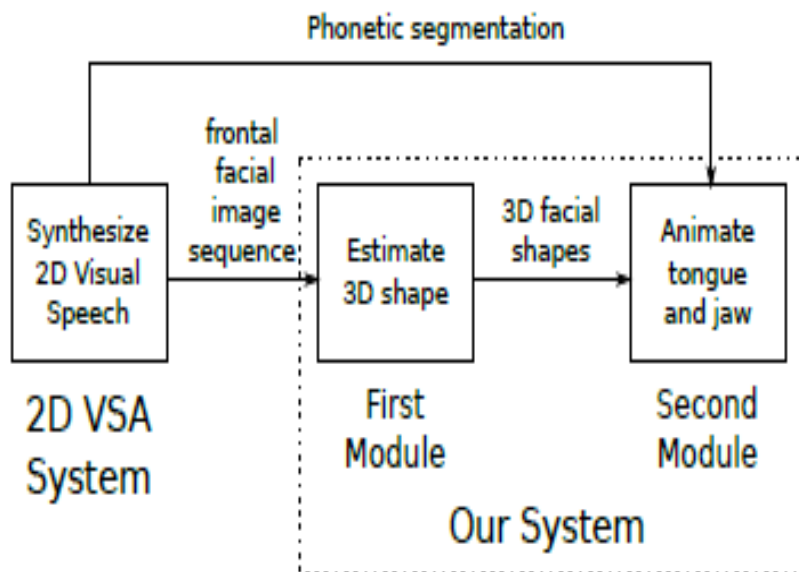 Phonetic segmentation
frontal
facial
image
sequence
Synthesize
2D Visual
Speech
Estimate
3D shape
3D facial
shapes
Animate
tongue
and jaw
2D VSA
System
First
Module
Second
Module
Our System